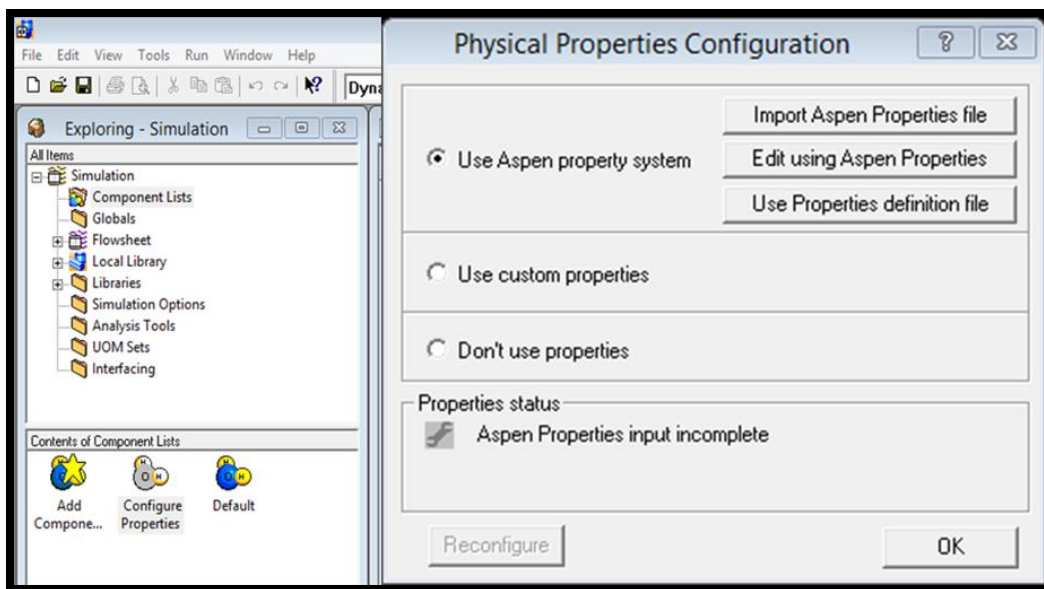 File Edit View Tools Run Window Help
Dyna
Exploring - Simulation
All Items
Simulation
Component Lists
Globals
Flowsheet
Local Library
Libraries
Simulation Options
Analysis Tools
UOM Sets
Interfacing
Contents of Component Lists
Add Compone...
Configure Properties
Default
Physical Properties Configuration
Use Aspen property system
Import Aspen Properties file
Edit using Aspen Properties
Use Properties definition file
Use custom properties
Don't use properties
Properties status
Aspen Properties input incomplete
Reconfigure
OK